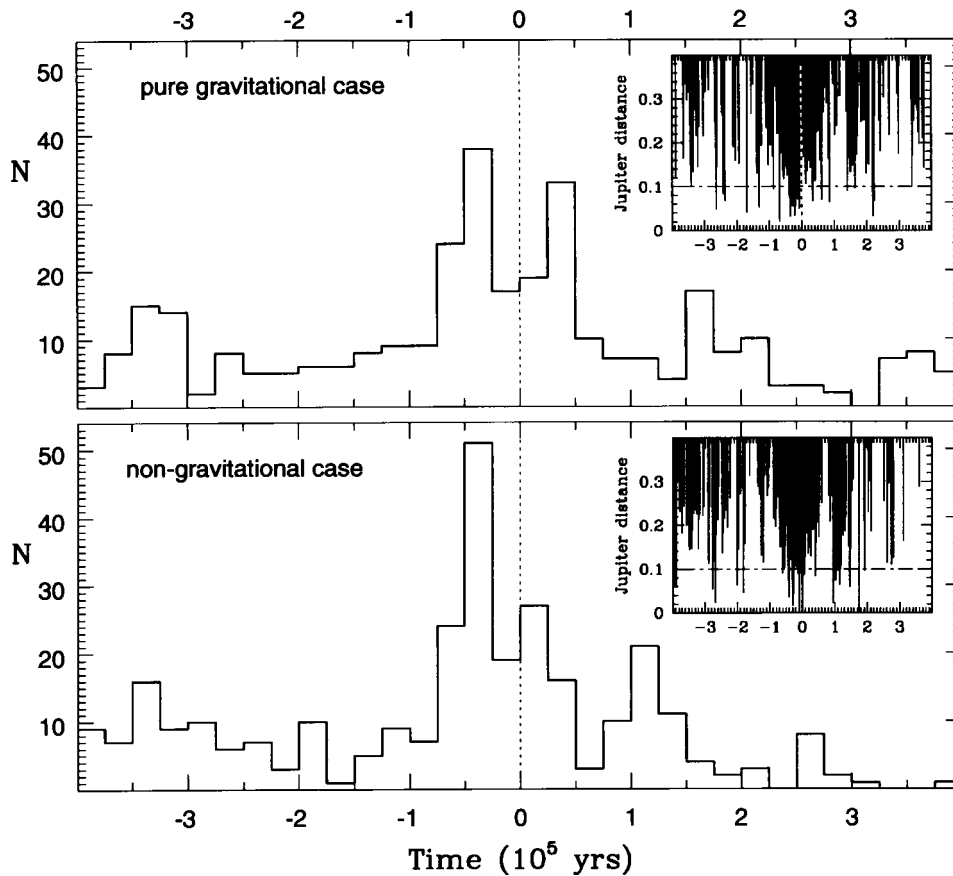 -3 -2 -1 0 1 2 3
50
40
30
20
10
N
pure gravitational case
0.3
0.2
0.1
0
Jupiter distance
-3 -2 -1 0 1 2 3
50
40
30
20
10
N
non-gravitational case
0.3
0.2
0.1
0
Jupiter distance
-3 -2 -1 0 1 2 3
-3 -2 -1 0 1 2 3
Time (10⁵ yrs)